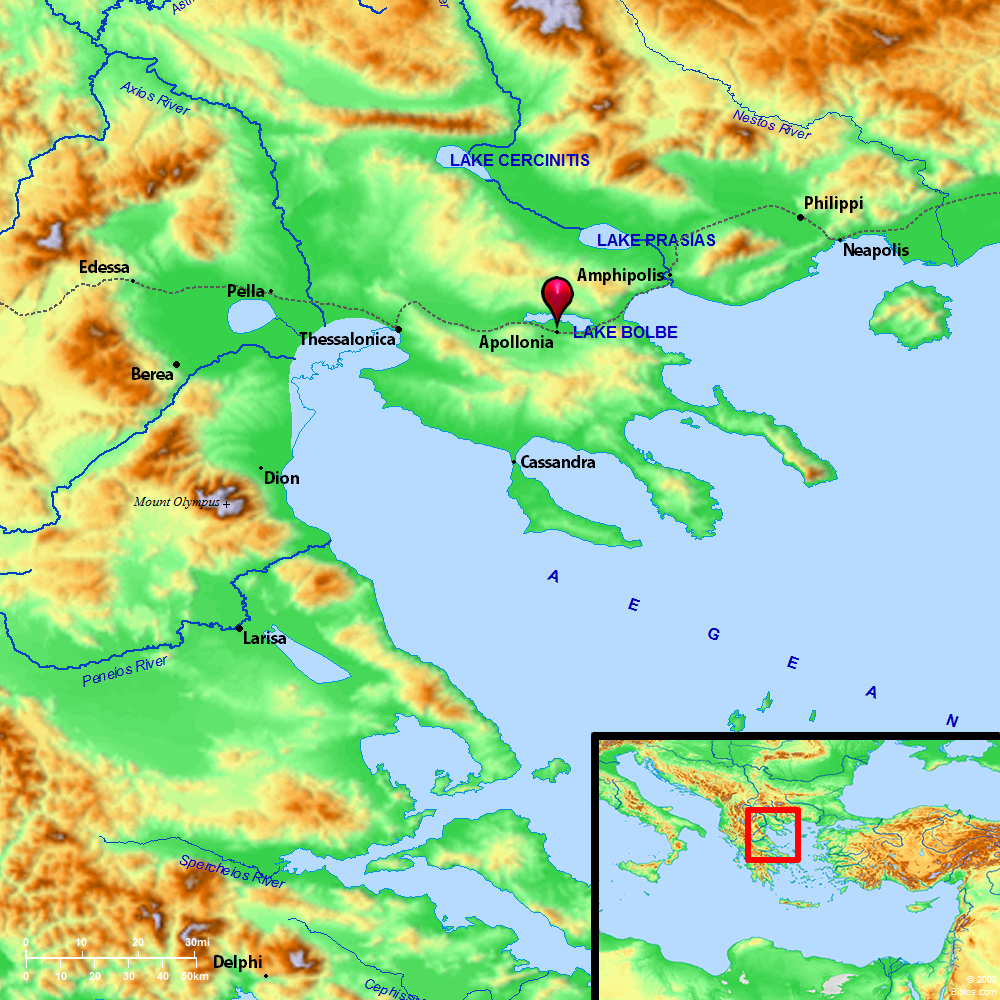 Axios River
Nestos River
LAKE CERCINITIS
Philippi
LAKE PRASIAS
Neapolis
Edessa
Amphipolis
Pella
Thessalonica
LAKE BOLBE
Apollonia
Berea
Cassandra
Dion
Mount Olympus +
A E G E A N
Larisa
Peneios River
Spercheios River
0 10 20 30mi
0 10 20 30 40 50km
Delphi